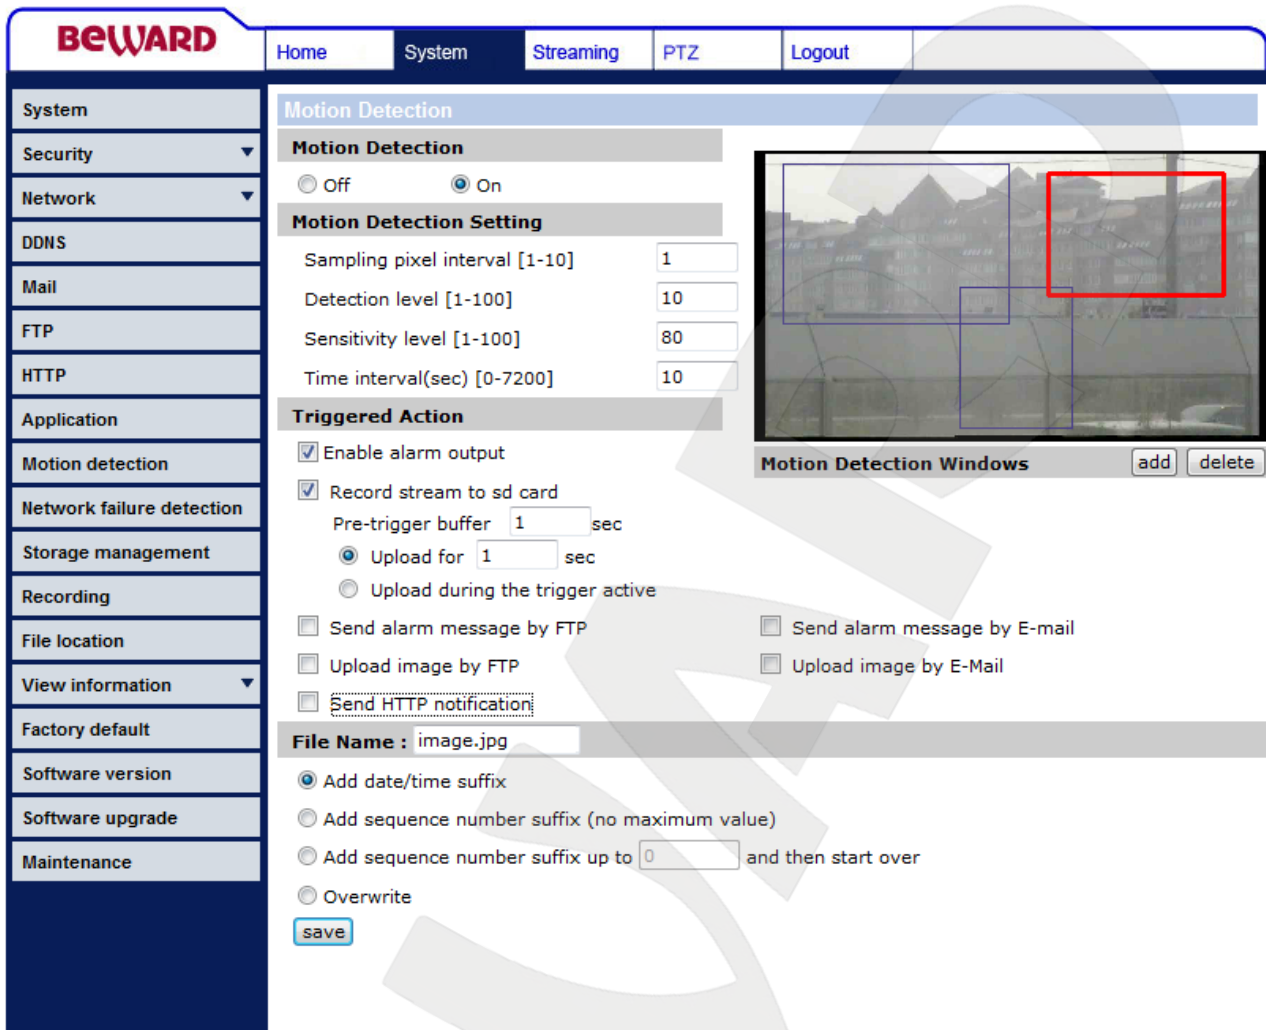 BEWARD
Home System Streaming PTZ Logout
System
Security
Network
DDNS
Mail
FTP
HTTP
Application
Motion detection
Network failure detection
Storage management
Recording
File location
View information
Factory default
Software version
Software upgrade
Maintenance
Motion Detection
Motion Detection
Off On
Motion Detection Setting
Sampling pixel interval [1-10] 1
Detection level [1-100] 10
Sensitivity level [1-100] 80
Time interval(sec) [0-7200] 10
Motion Detection Windows add delete
Triggered Action
Enable alarm output
Record stream to sd card
Pre-trigger buffer 1 sec
Upload for 1 sec
Upload during the trigger active
Send alarm message by FTP Send alarm message by E-mail
Upload image by FTP Upload image by E-Mail
Send HTTP notification
File Name : image.jpg
Add date/time suffix
Add sequence number suffix (no maximum value)
Add sequence number suffix up to 0 and then start over
Overwrite
save